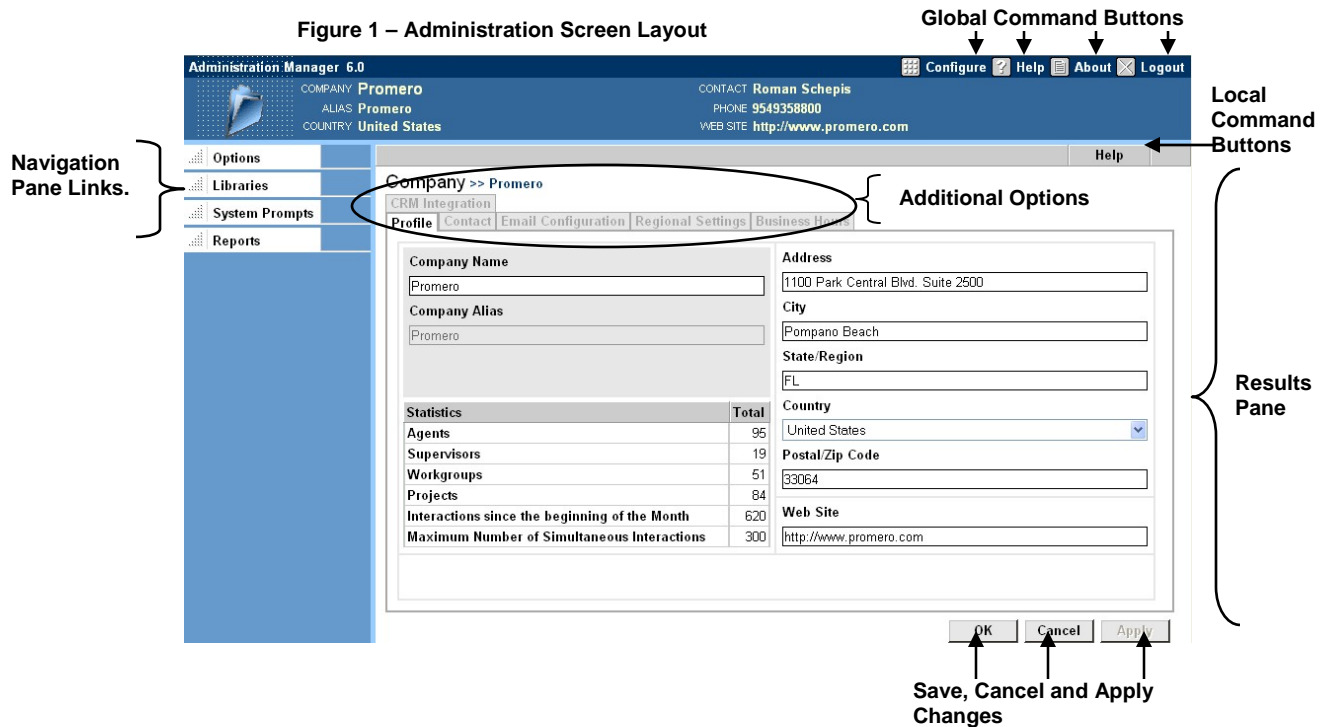 Figure 1 – Administration Screen Layout
Global Command Buttons
Administration Manager 6.0
Configure Help About Logout
COMPANY Promero
ALIAS Promero
COUNTRY United States
CONTACT Roman Schepis
PHONE 9549358800
WEB SITE http://www.promero.com
Local Command Buttons
Navigation Pane Links.
Options
Libraries
System Prompts
Reports
Help
Company >> Promero
Additional Options
CRM Integration
Profile Contact Email Configuration Regional Settings Business Hours
Company Name
Promero
Company Alias
Promero
Statistics Total
Agents 95
Supervisors 19
Workgroups 51
Projects 84
Interactions since the beginning of the Month 620
Maximum Number of Simultaneous Interactions 300
Address
1100 Park Central Blvd. Suite 2500
City
Pompano Beach
State/Region
FL
Country
United States
Postal/Zip Code
33064
Web Site
http://www.promero.com
Results Pane
OK Cancel Apply
Save, Cancel and Apply
Changes